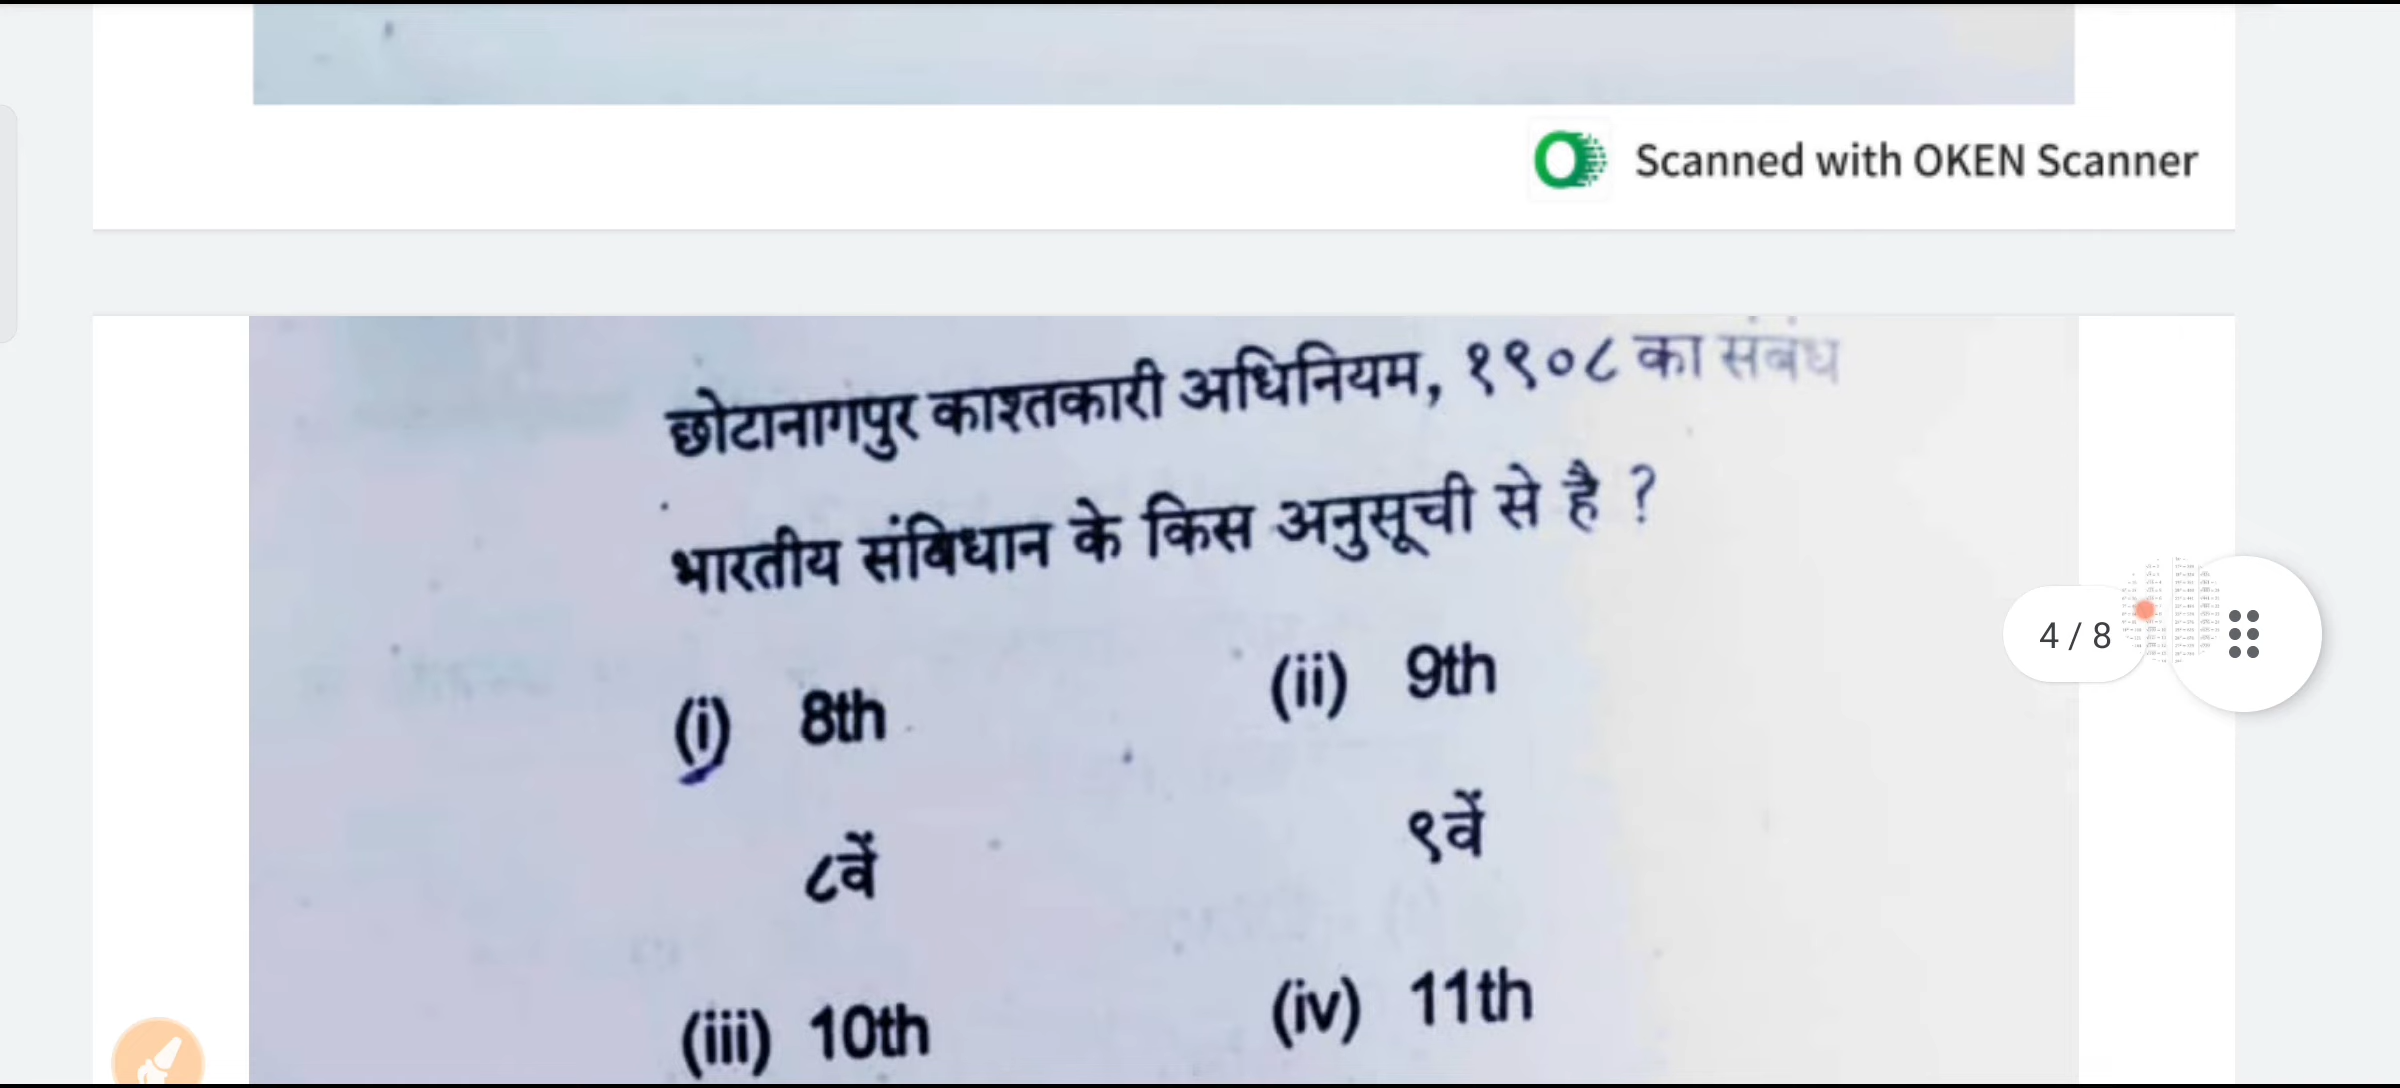 Scanned with OKEN Scanner
छोटानागपुर काश्तकारी अधिनियम, १९०८ का संबंध
भारतीय संविधान के किस अनुसूची से है ?
(i) 8th (ii) 9th
८वें ९वें
(iii) 10th (iv) 11th
4 / 8